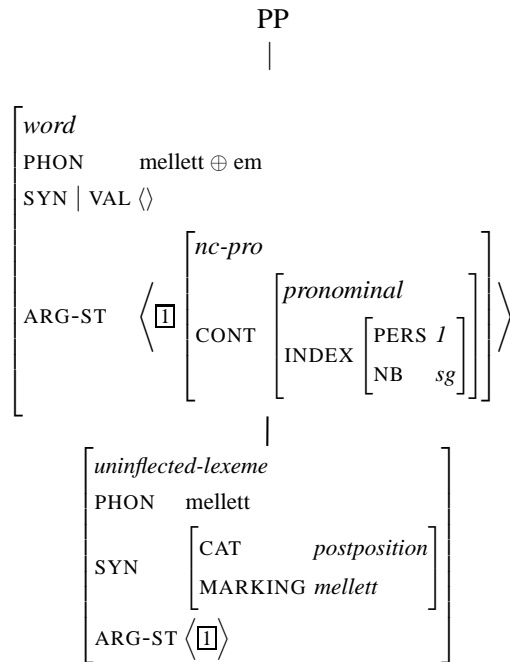 PP
word
PHON mellett ⊕ em
SYN | VAL ⟨⟩
nc-pro
pronominal
ARG-ST ⟨ 1 CONT INDEX PERS 1
NB sg ⟩
uninflected-lexeme
PHON mellett
SYN CAT postposition
MARKING mellett
ARG-ST ⟨ 1 ⟩